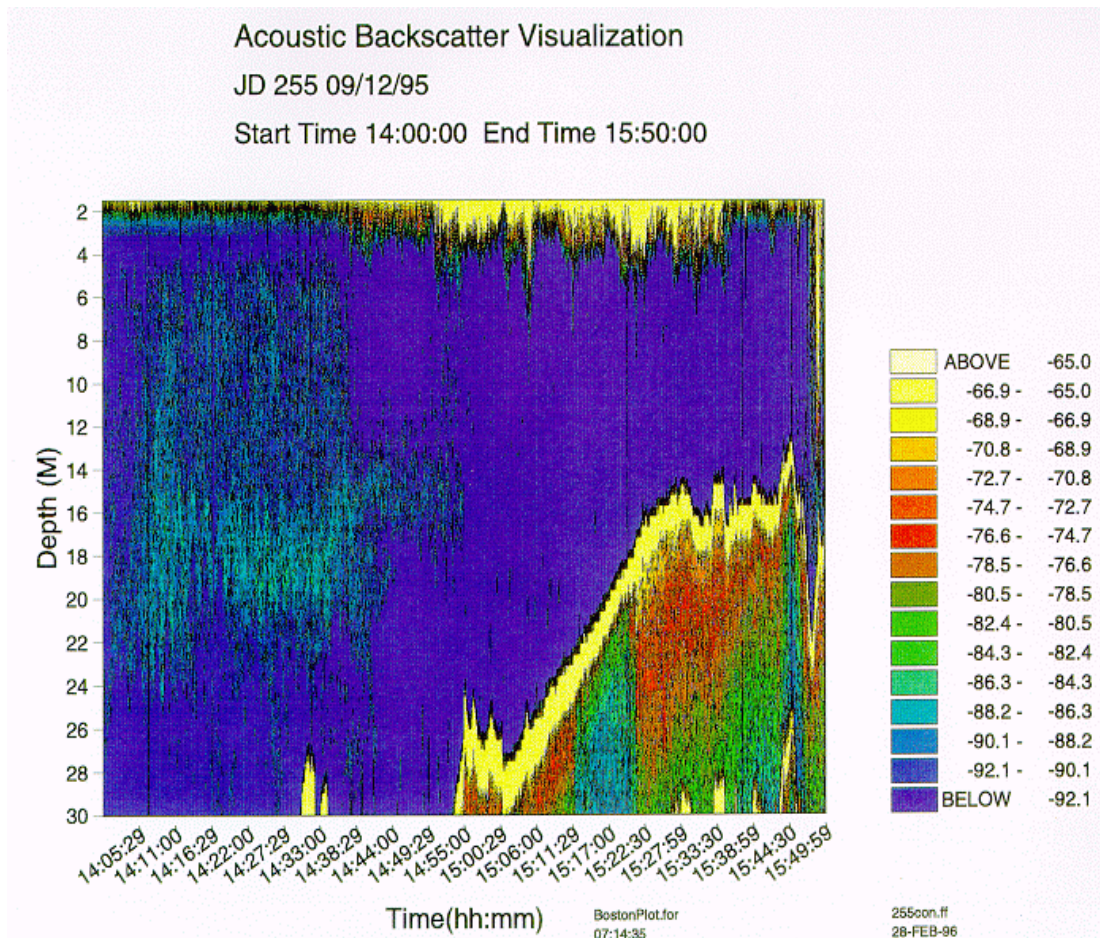 Acoustic Backscatter Visualization
JD 255 09/12/95
Start Time 14:00:00 End Time 15:50:00
2
4
6
8
10
12
14
16
18
20
22
24
26
28
30
Depth (M)
14:05:29
14:11:00
14:16:29
14:22:00
14:27:29
14:33:00
14:38:29
14:44:00
14:49:29
14:55:00
15:00:29
15:06:00
15:11:29
15:17:00
15:22:30
15:27:59
15:33:30
15:38:59
15:44:30
15:49:59
Time(hh:mm)
ABOVE -65.0
-66.9 - -65.0
-68.9 - -66.9
-70.8 - -68.9
-72.7 - -70.8
-74.7 - -72.7
-76.6 - -74.7
-78.5 - -76.6
-80.5 - -78.5
-82.4 - -80.5
-84.3 - -82.4
-86.3 - -84.3
-88.2 - -86.3
-90.1 - -88.2
-92.1 - -90.1
BELOW -92.1
BostonPlot.for
07:14:35
255con.ff
28-FEB-96